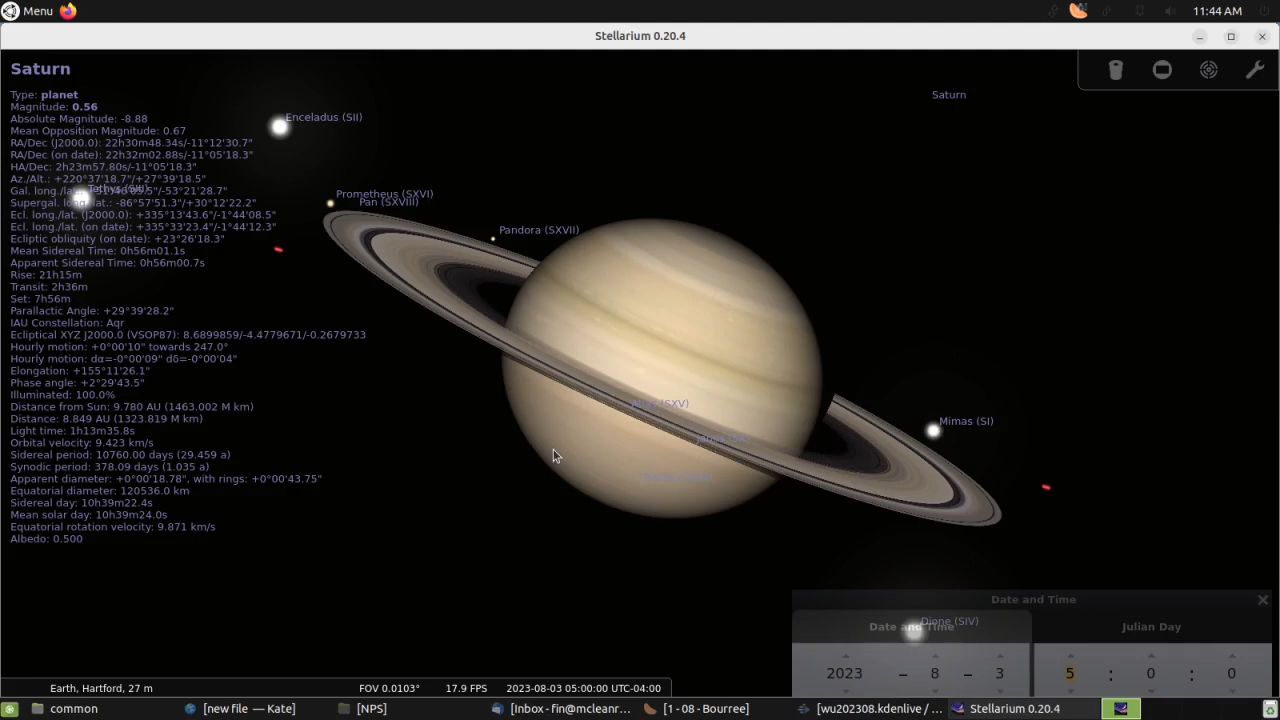 Menu
11:44 AM
Stellarium 0.20.4
Saturn
Type: planet
Magnitude: 0.56
Absolute Magnitude: -8.88
Mean Opposition Magnitude: 0.67
RA/Dec (J2000.0): 22h30m48.34s/-11°12'30.7"
RA/Dec (on date): 22h32m02.88s/-11°05'18.3"
HA/Dec: 2h23m57.80s/-11°05'18.3"
Az./Alt.: +220°37'18.7"/+27°39'18.5"
Gal. long./lat.:
Supergal. long./lat.: -86°57'51.3"/+30°12'22.2"
Ecl. long./lat. (J2000.0): +335°13'43.6"/-1°44'08.5"
Ecl. long./lat. (on date): +335°33'23.4"/-1°44'12.3"
Ecliptic obliquity (on date): +23°26'18.3"
Mean Sidereal Time: 0h56m01.1s
Apparent Sidereal Time: 0h56m00.7s
Rise: 21h15m
Transit: 2h36m
Set: 7h56m
Parallactic Angle: +29°39'28.2"
IAU Constellation: Aqr
Ecliptical XYZ J2000.0 (VSOP87): 8.6899859/-4.4779671/-0.2679733
Hourly motion: +0°00'10" towards 247.0°
Hourly motion: dα=-0°00'09" dδ=-0°00'04"
Elongation: +155°11'26.1"
Phase angle: +2°29'43.5"
Illuminated: 100.0%
Distance from Sun: 9.780 AU (1463.002 M km)
Distance: 8.849 AU (1323.819 M km)
Light time: 1h13m35.8s
Orbital velocity: 9.423 km/s
Sidereal period: 10760.00 days (29.459 a)
Synodic period: 378.09 days (1.035 a)
Apparent diameter: +0°00'18.78", with rings: +0°00'43.75"
Equatorial diameter: 120536.0 km
Sidereal day: 10h39m22.4s
Mean solar day: 10h39m24.0s
Equatorial rotation velocity: 9.871 km/s
Albedo: 0.500
Enceladus (SII)
Saturn
Prometheus (SXVI)
Pan (SXVIII)
Pandora (SXVII)
Mimas (SI)
Dione (SIV)
Date and Time
Date and Time
Julian Day
2023 – 8 – 3
5 : 0 : 0
Earth, Hartford, 27 m
FOV 0.0103°
17.9 FPS
2023-08-03 05:00:00 UTC-04:00
common
[new file — Kate]
[NPS]
[Inbox - fin@mcleanr...
[1 - 08 - Bourree]
[wu202308.kdenlive / ...
Stellarium 0.20.4